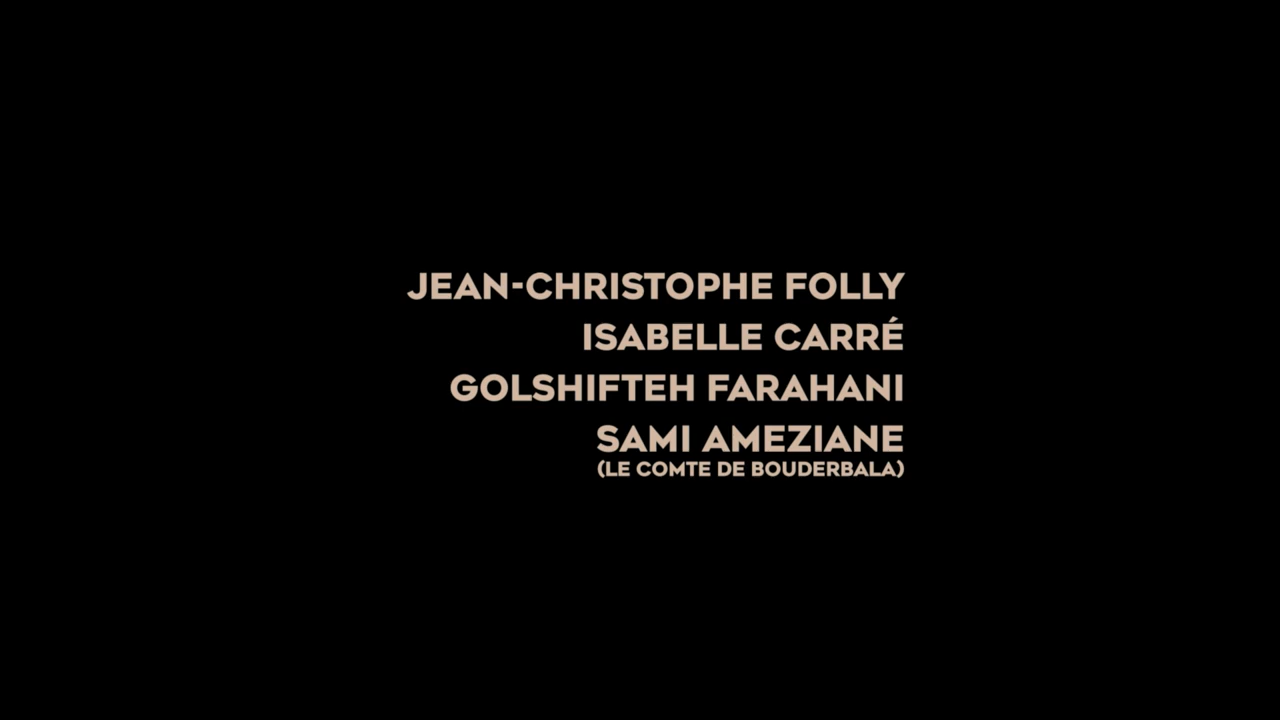 JEAN-CHRISTOPHE FOLLY
ISABELLE CARRÉ
GOLSHIFTEH FARAHANI
SAMI AMEZIANE
(LE COMTE DE BOUDERBALA)